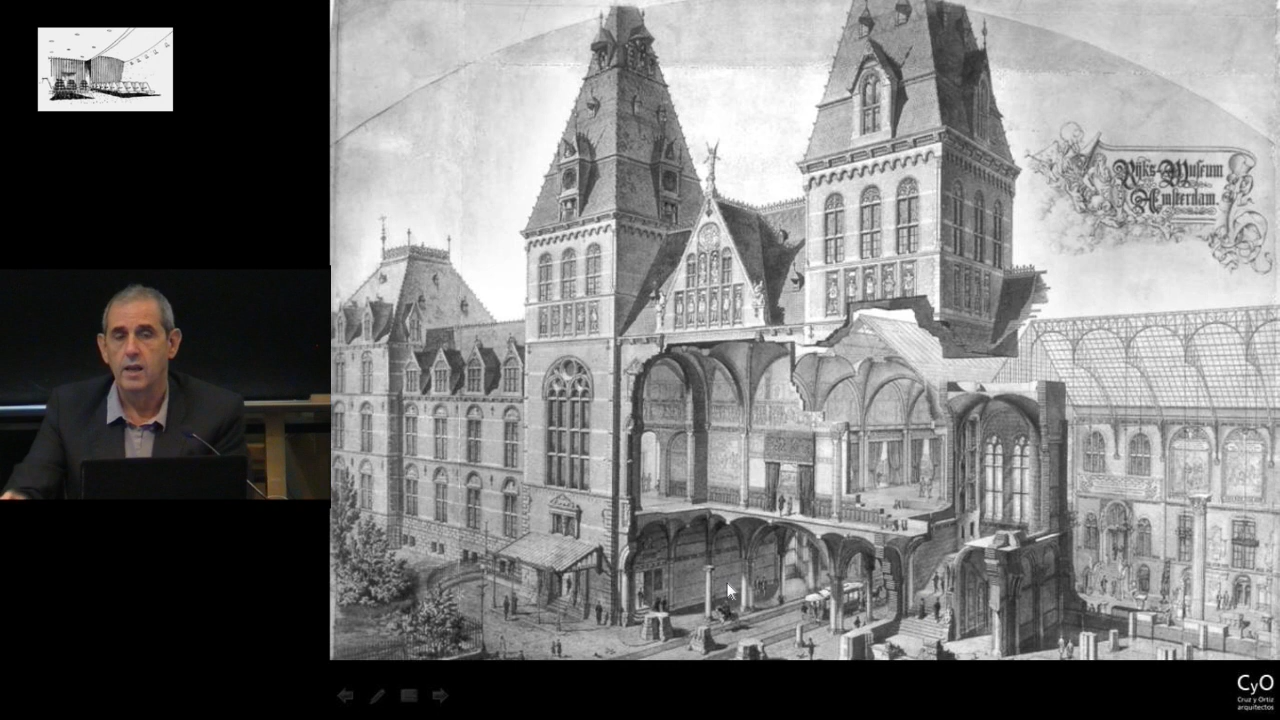 Rijks-Museum
Amsterdam.
CyO
Cruz y Ortiz
arquitectos